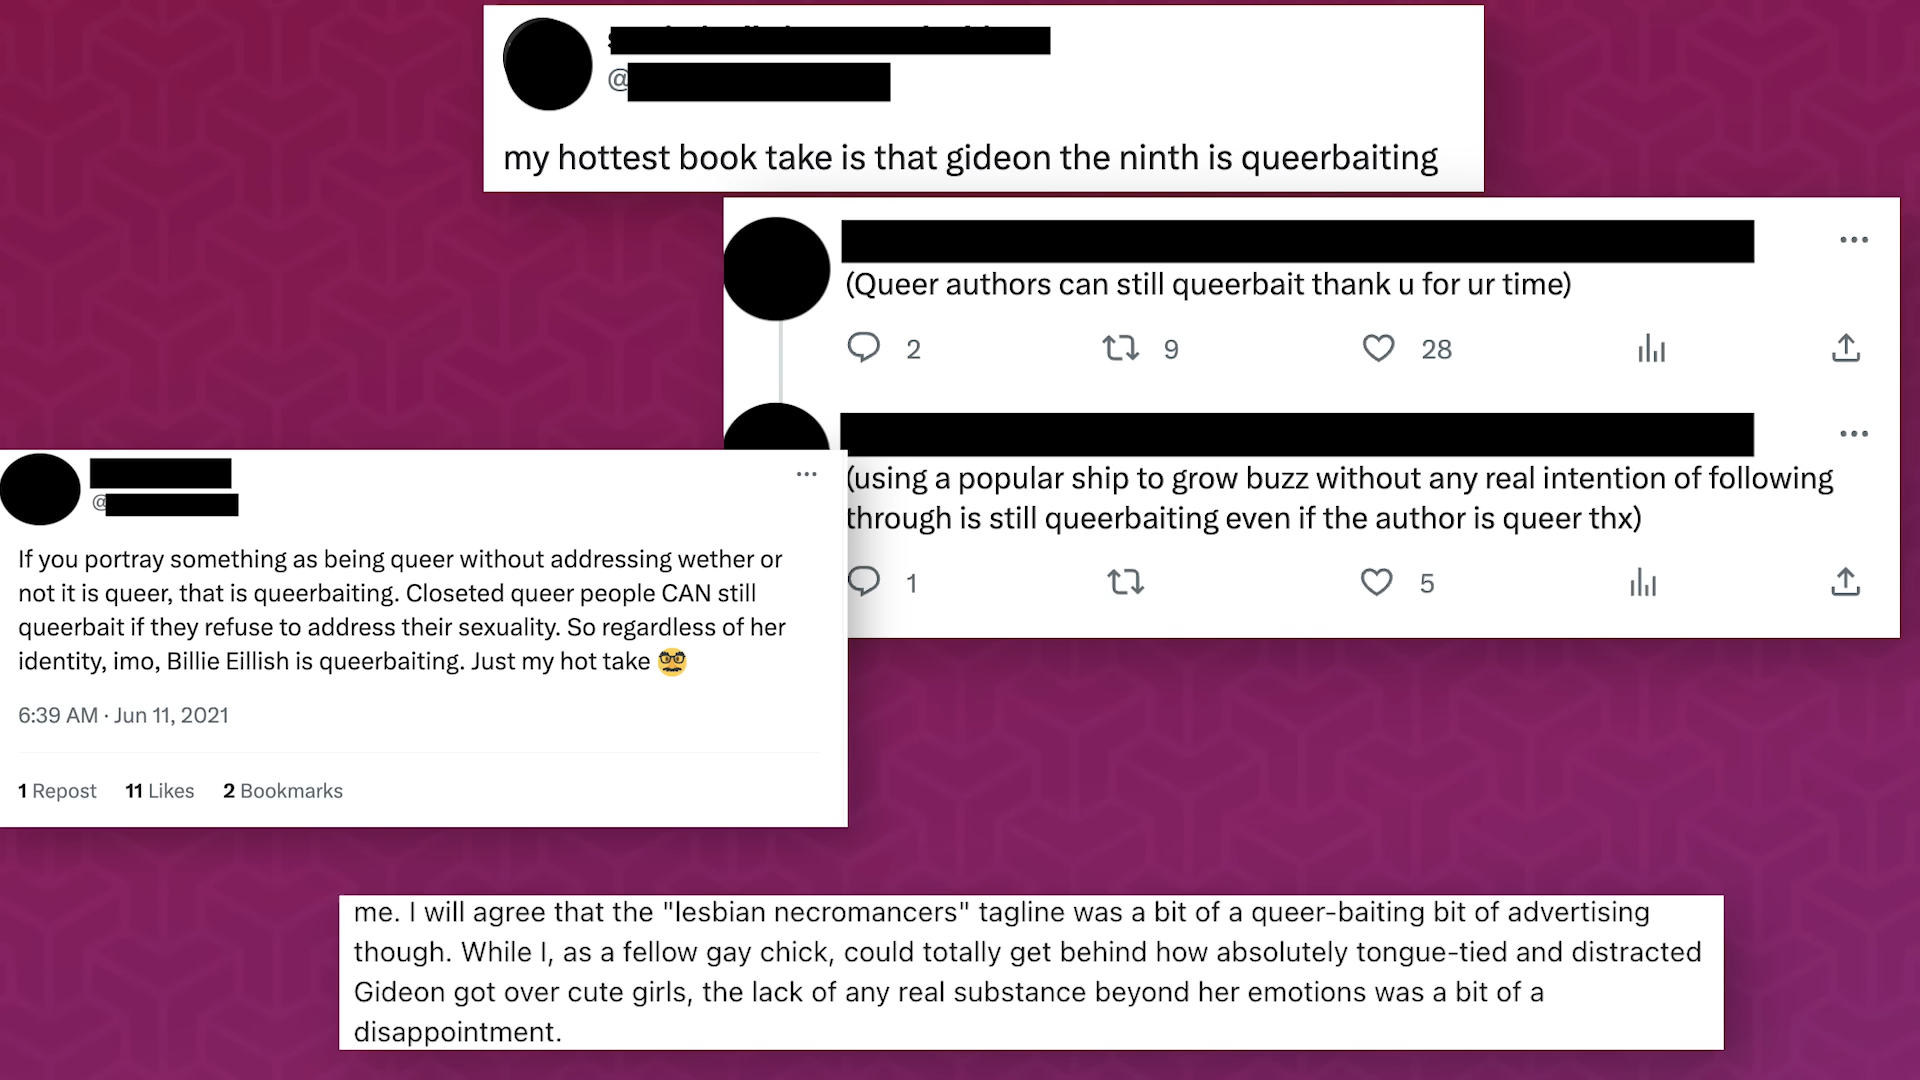 @
my hottest book take is that gideon the ninth is queerbaiting
(Queer authors can still queerbait thank u for ur time)
2 9 28
(using a popular ship to grow buzz without any real intention of following
through is still queerbaiting even if the author is queer thx)
1 5
@
If you portray something as being queer without addressing wether or
not it is queer, that is queerbaiting. Closeted queer people CAN still
queerbait if they refuse to address their sexuality. So regardless of her
identity, imo, Billie Eillish is queerbaiting. Just my hot take 🥸
6:39 AM · Jun 11, 2021
1 Repost 11 Likes 2 Bookmarks
me. I will agree that the "lesbian necromancers" tagline was a bit of a queer-baiting bit of advertising
though. While I, as a fellow gay chick, could totally get behind how absolutely tongue-tied and distracted
Gideon got over cute girls, the lack of any real substance beyond her emotions was a bit of a
disappointment.